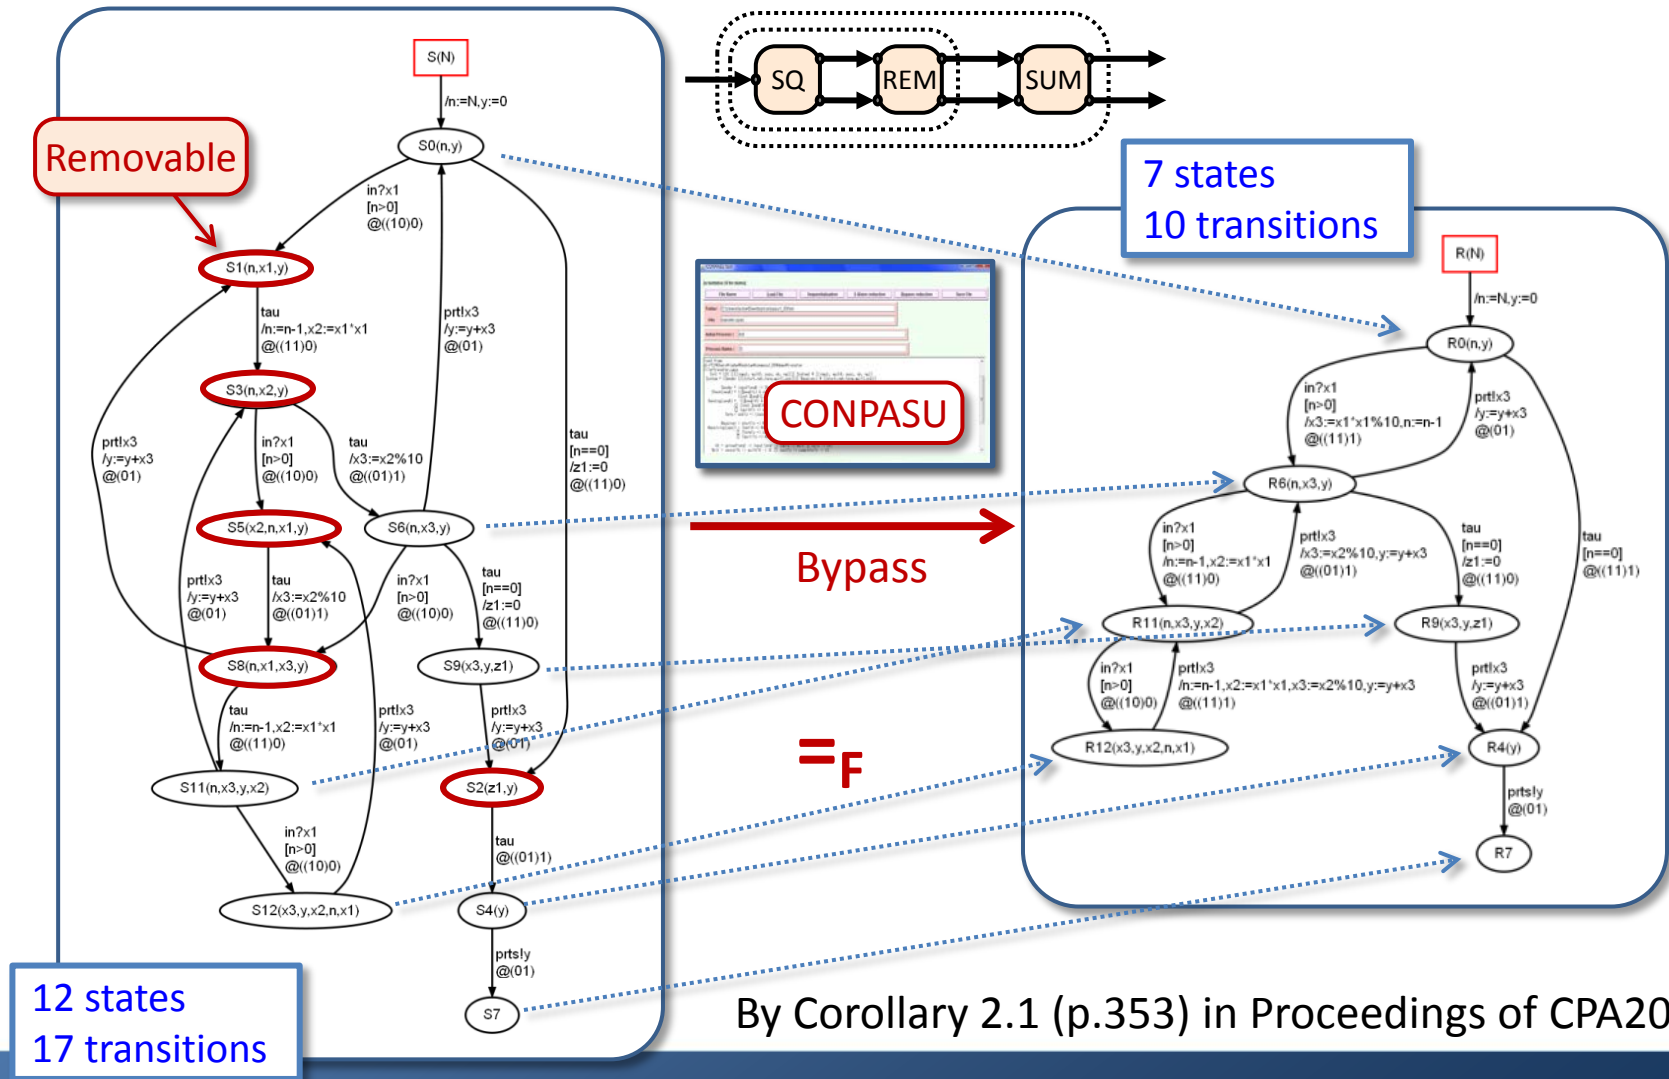 S(N)
/n:=N,y:=0
S0(n,y)
Removable
in?x1
[n>0]
@((10)0)
S1(n,x1,y)
tau
/n:=n-1,x2:=x1*x1
@((11)0)
prt!x3
/y:=y+x3
@(01)
S3(n,x2,y)
prt!x3
/y:=y+x3
@(01)
in?x1
[n>0]
@((10)0)
tau
/x3:=x2%10
@((01)1)
tau
[n==0]
/z1:=0
@((11)0)
S5(x2,n,x1,y)
S6(n,x3,y)
prt!x3
/y:=y+x3
@(01)
tau
/x3:=x2%10
@((01)1)
in?x1
[n>0]
@((10)0)
tau
[n==0]
/z1:=0
@((11)0)
S8(n,x1,x3,y)
S9(x3,y,z1)
tau
/n:=n-1,x2:=x1*x1
@((11)0)
prt!x3
/y:=y+x3
@(01)
prt!x3
/y:=y+x3
@(01)
S11(n,x3,y,x2)
S2(z1,y)
in?x1
[n>0]
@((10)0)
tau
@((01)1)
S12(x3,y,x2,n,x1)
S4(y)
prts!y
@(01)
S7
12 states
17 transitions
SQ
REM
SUM
File Name
Load File
Sequentialization
Bypass reduction
Save File
CONPASU
Bypass
=F
7 states
10 transitions
R(N)
/n:=N,y:=0
R0(n,y)
in?x1
[n>0]
/x3:=x1*x1%10,n:=n-1
@((11)1)
prt!x3
/y:=y+x3
@(01)
R6(n,x3,y)
in?x1
[n>0]
/n:=n-1,x2:=x1*x1
@((11)0)
prt!x3
/x3:=x2%10,y:=y+x3
@((01)1)
tau
[n==0]
/z1:=0
@((11)0)
tau
[n==0]
@((11)1)
R11(n,x3,y,x2)
R9(x3,y,z1)
in?x1
[n>0]
@((10)0)
prt!x3
/n:=n-1,x2:=x1*x1,x3:=x2%10,y:=y+x3
@((11)1)
prt!x3
/y:=y+x3
@((01)1)
R12(x3,y,x2,n,x1)
R4(y)
prts!y
@(01)
R7
By Corollary 2.1 (p.353) in Proceedings of CPA20